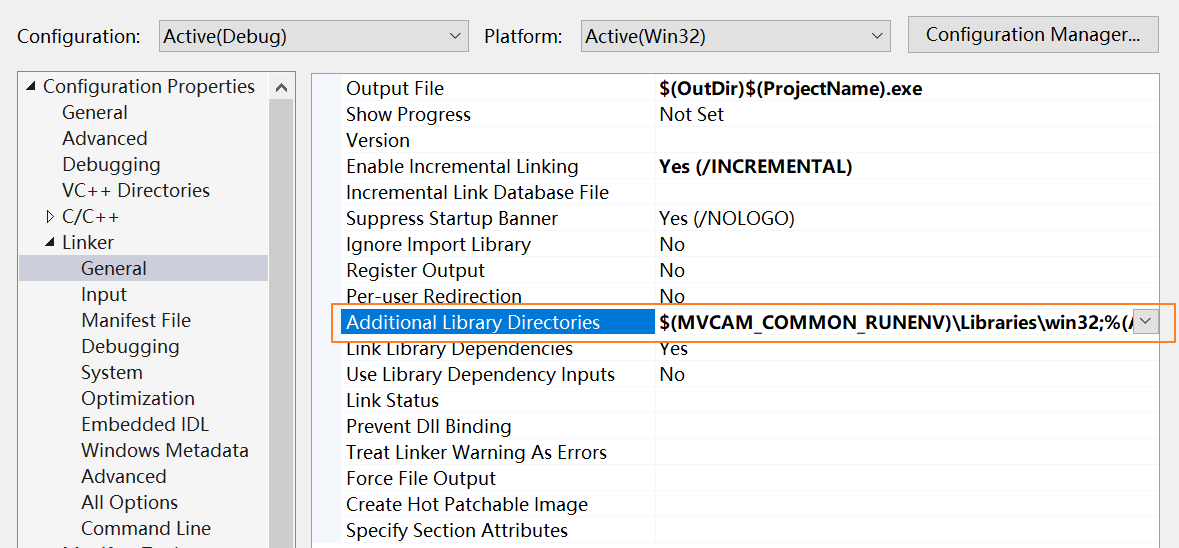 Configuration: Active(Debug) Platform: Active(Win32) Configuration Manager...
Configuration Properties
General
Advanced
Debugging
VC++ Directories
C/C++
Linker
General
Input
Manifest File
Debugging
System
Optimization
Embedded IDL
Windows Metadata
Advanced
All Options
Command Line
Output File $(OutDir)$(ProjectName).exe
Show Progress Not Set
Version
Enable Incremental Linking Yes (/INCREMENTAL)
Incremental Link Database File
Suppress Startup Banner Yes (/NOLOGO)
Ignore Import Library No
Register Output No
Per-user Redirection No
Additional Library Directories $(MVCAM_COMMON_RUNENV)\Libraries\win32;%(
Link Library Dependencies Yes
Use Library Dependency Inputs No
Link Status
Prevent Dll Binding
Treat Linker Warning As Errors
Force File Output
Create Hot Patchable Image
Specify Section Attributes